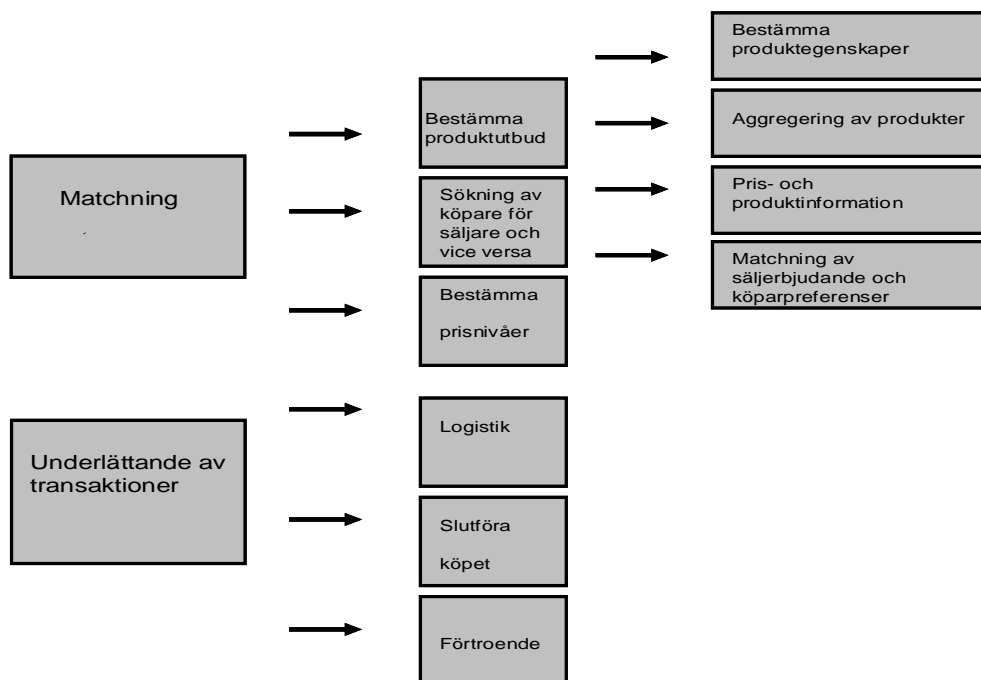 Matchning
Underlättande av
transaktioner
Bestämma
produktutbud
Sökning av
köpare för
säljare och
vice versa
Bestämma
prisnivåer
Logistik
Slutföra
köpet
Förtroende
Bestämma
produktegenskaper
Aggregering av produkter
Pris- och
produktinformation
Matchning av
säljerbjudande och
köparpreferenser